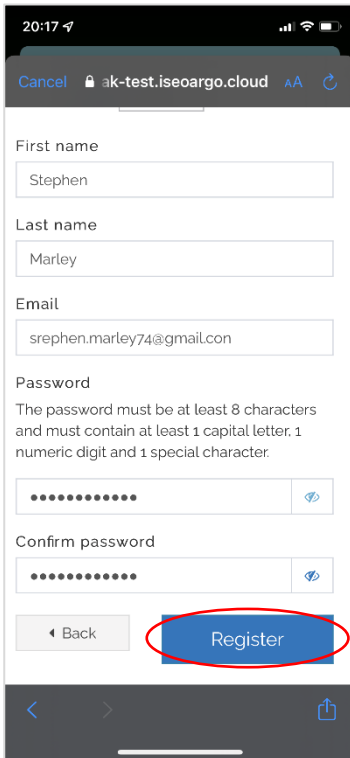 20:17
Cancel ak-test.iseoargo.cloud AA
First name
Stephen
Last name
Marley
Email
srephen.marley74@gmail.con
Password
The password must be at least 8 characters
and must contain at least 1 capital letter, 1
numeric digit and 1 special character.
••••••••••••
Confirm password
••••••••••••
Back Register